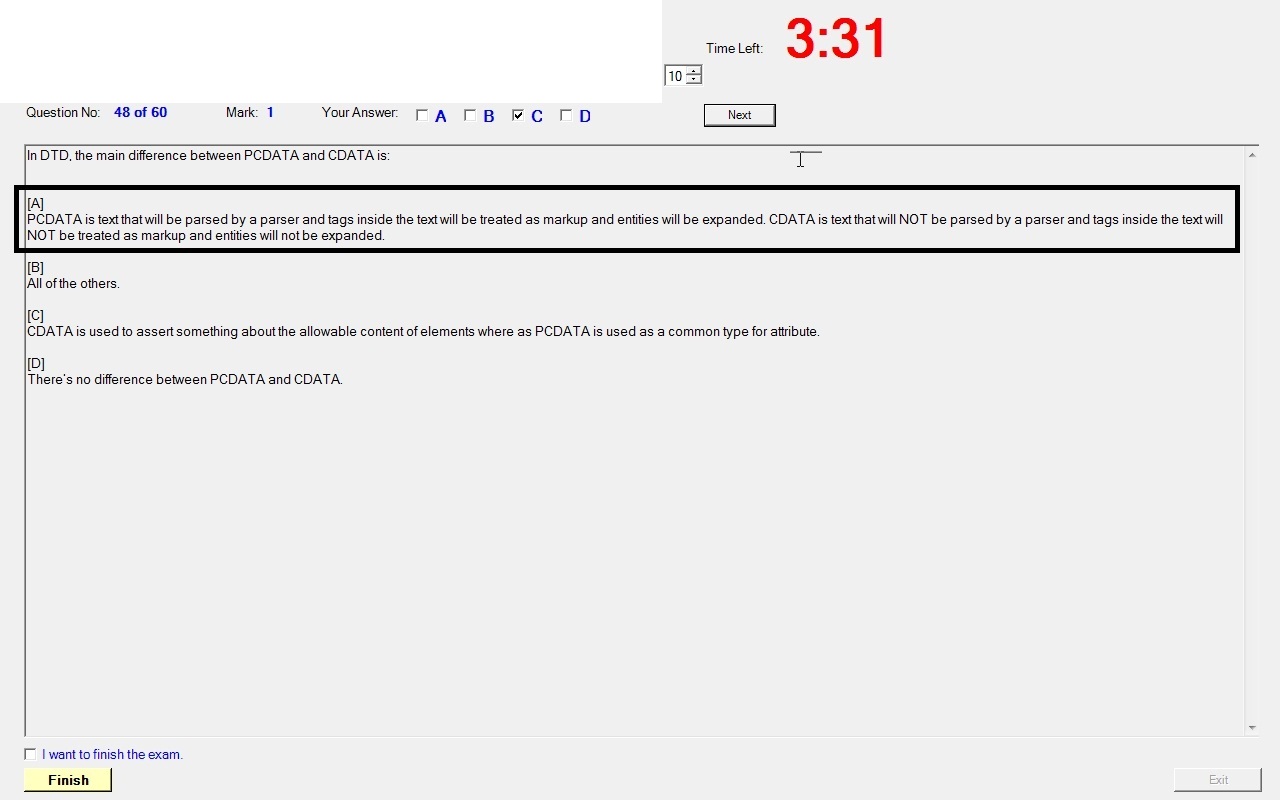 Time Left: 3:31
10
Question No: 48 of 60 Mark: 1 Your Answer: A B C D Next
In DTD, the main difference between PCDATA and CDATA is:
[A]
PCDATA is text that will be parsed by a parser and tags inside the text will be treated as markup and entities will be expanded. CDATA is text that will NOT be parsed by a parser and tags inside the text will
NOT be treated as markup and entities will not be expanded.
[B]
All of the others.
[C]
CDATA is used to assert something about the allowable content of elements where as PCDATA is used as a common type for attribute.
[D]
There's no difference between PCDATA and CDATA.
I want to finish the exam.
Finish Exit